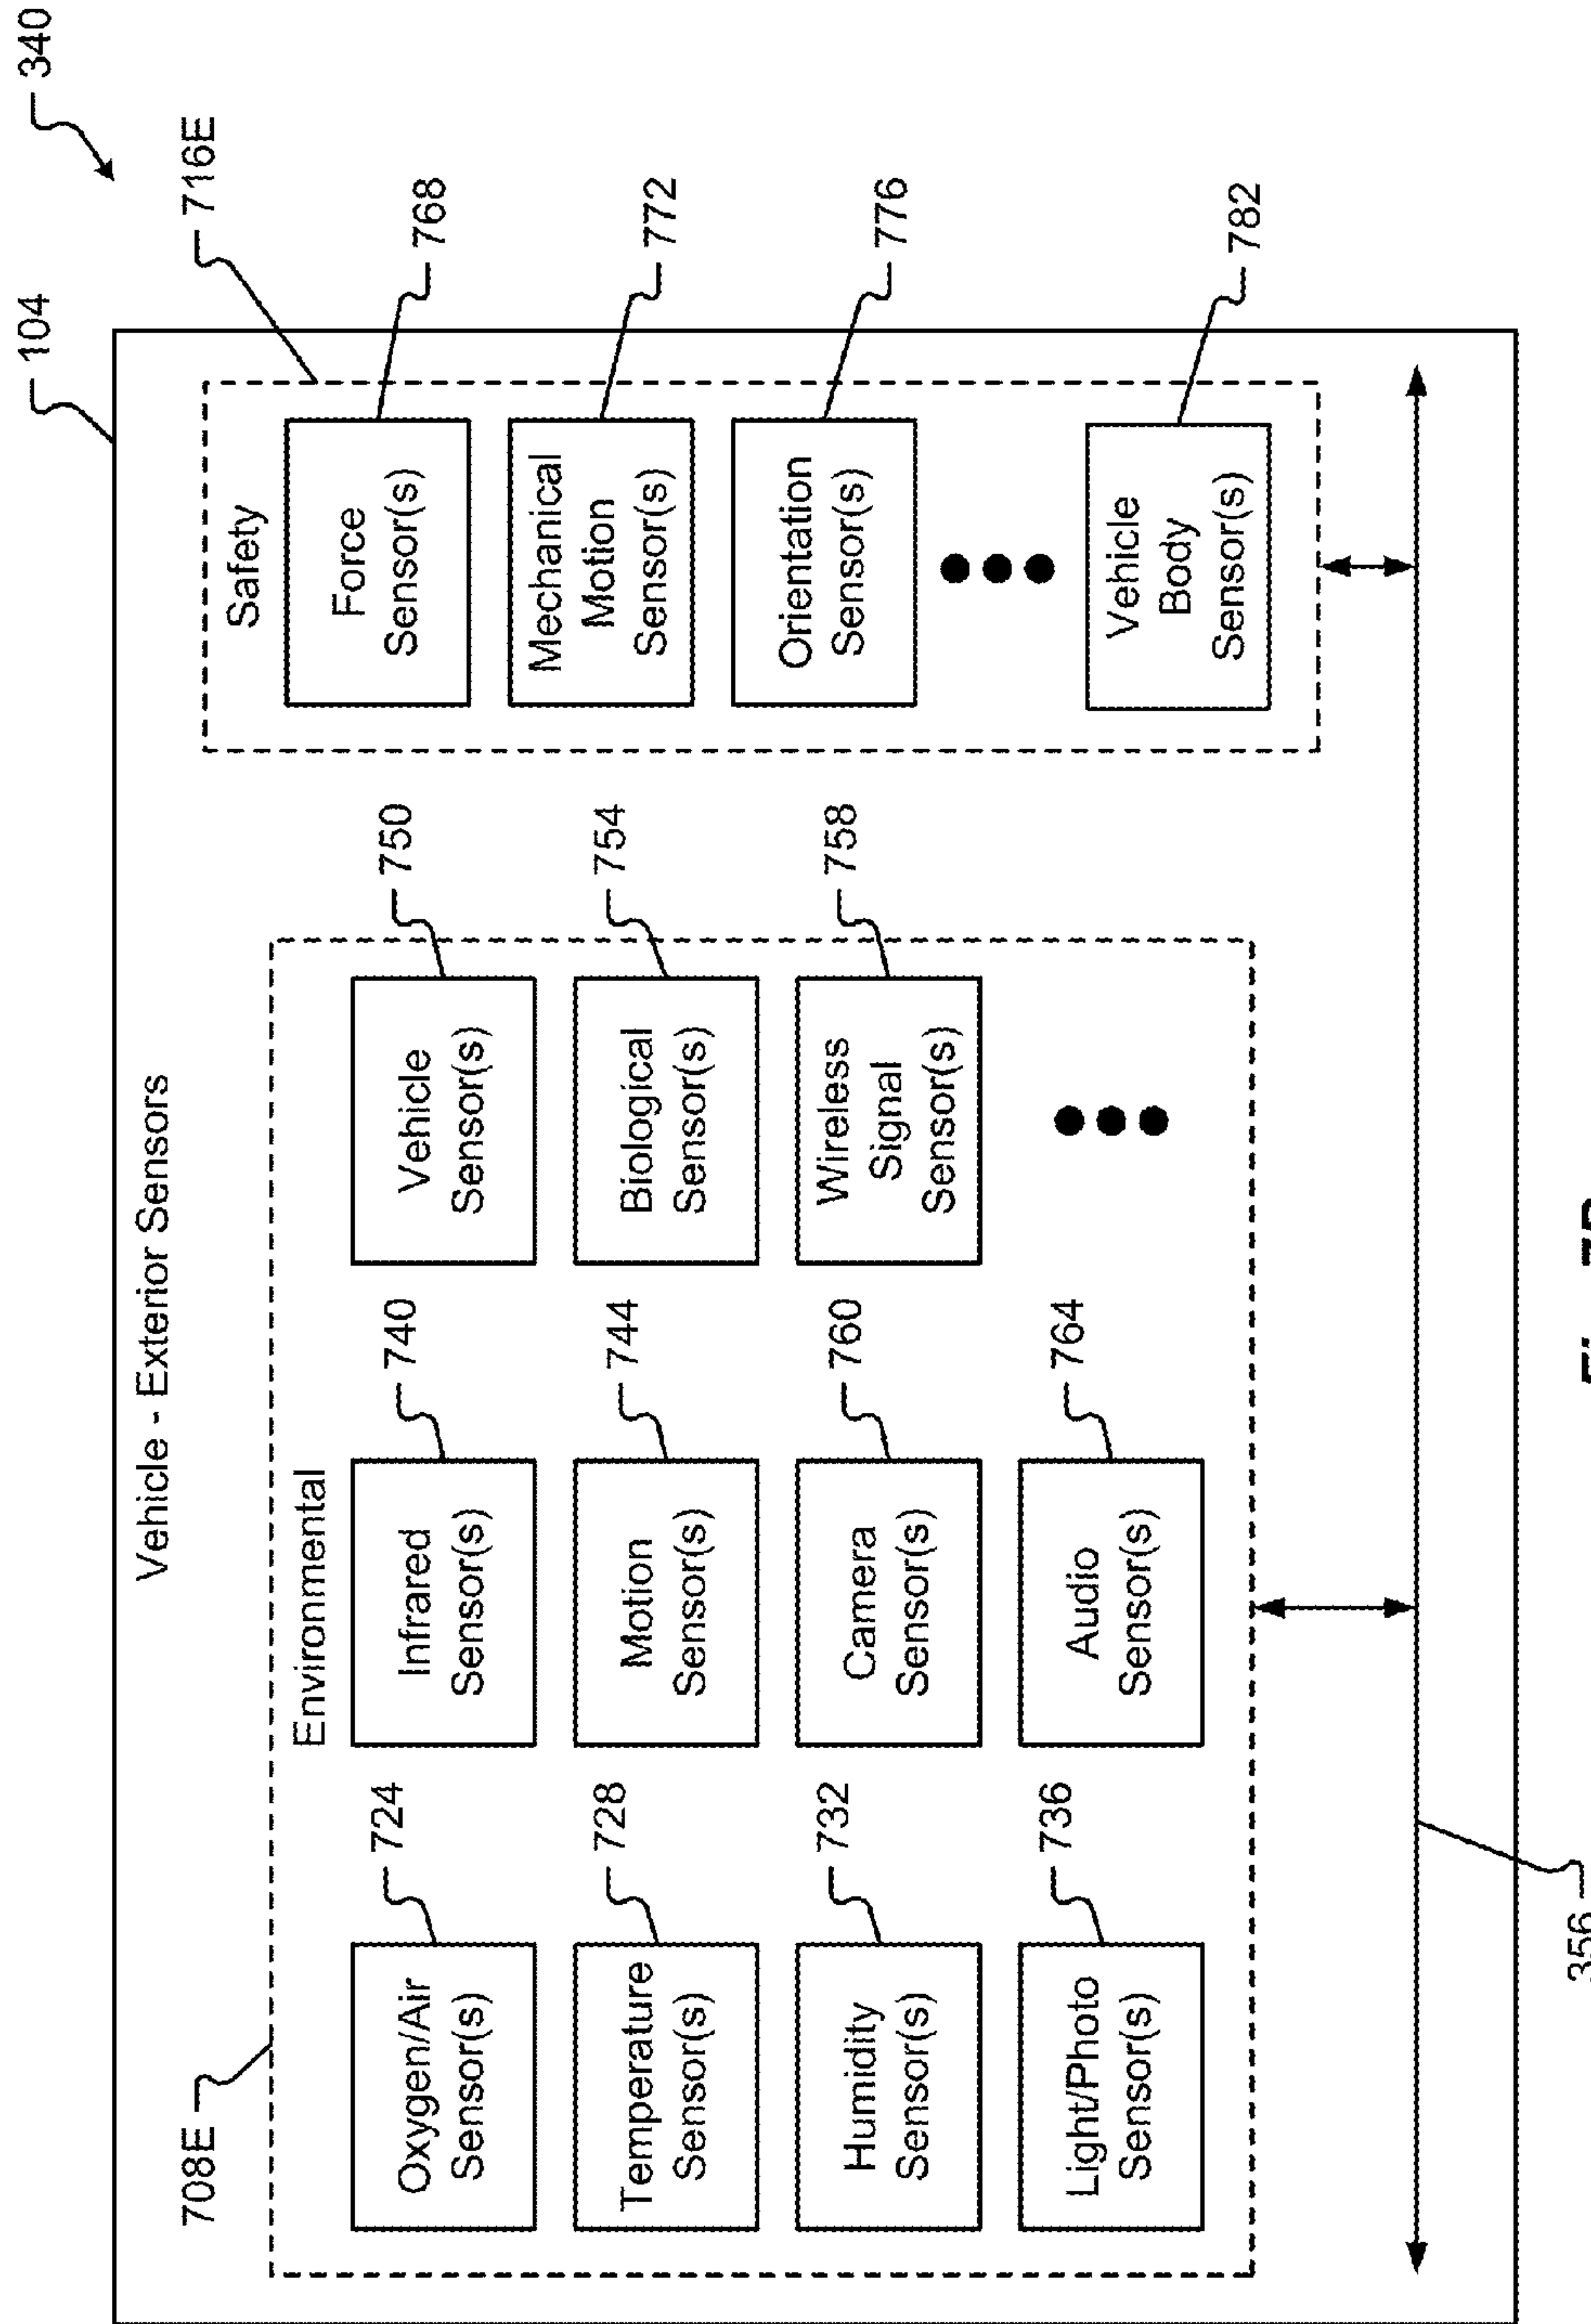 340
104
Vehicle - Exterior Sensors
716E
708E
Environmental
Safety
724
Oxygen/Air
Sensor(s)
740
Infrared
Sensor(s)
750
Vehicle
Sensor(s)
768
Force
Sensor(s)
728
Temperature
Sensor(s)
744
Motion
Sensor(s)
754
Biological
Sensor(s)
772
Mechanical
Motion
Sensor(s)
732
Humidity
Sensor(s)
760
Camera
Sensor(s)
758
Wireless
Signal
Sensor(s)
776
Orientation
Sensor(s)
736
Light/Photo
Sensor(s)
764
Audio
Sensor(s)
782
Vehicle
Body
Sensor(s)
356